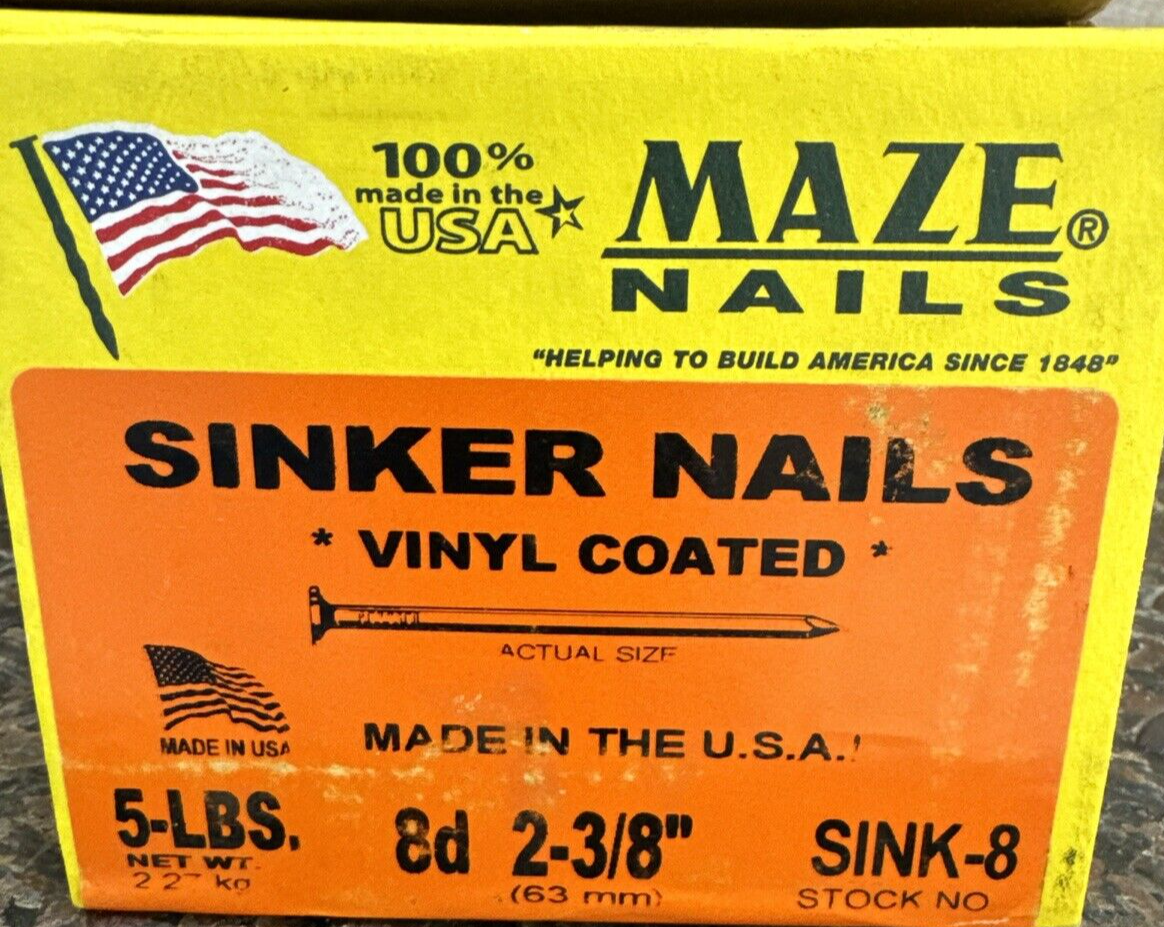 100%
made in the
USA
MAZE®
NAILS
"HELPING TO BUILD AMERICA SINCE 1848"
SINKER NAILS
* VINYL COATED *
ACTUAL SIZE
MADE IN USA
MADE IN THE U.S.A.!
5-LBS. 8d 2-3/8" SINK-8
NET WT. (63 mm) STOCK NO
kg